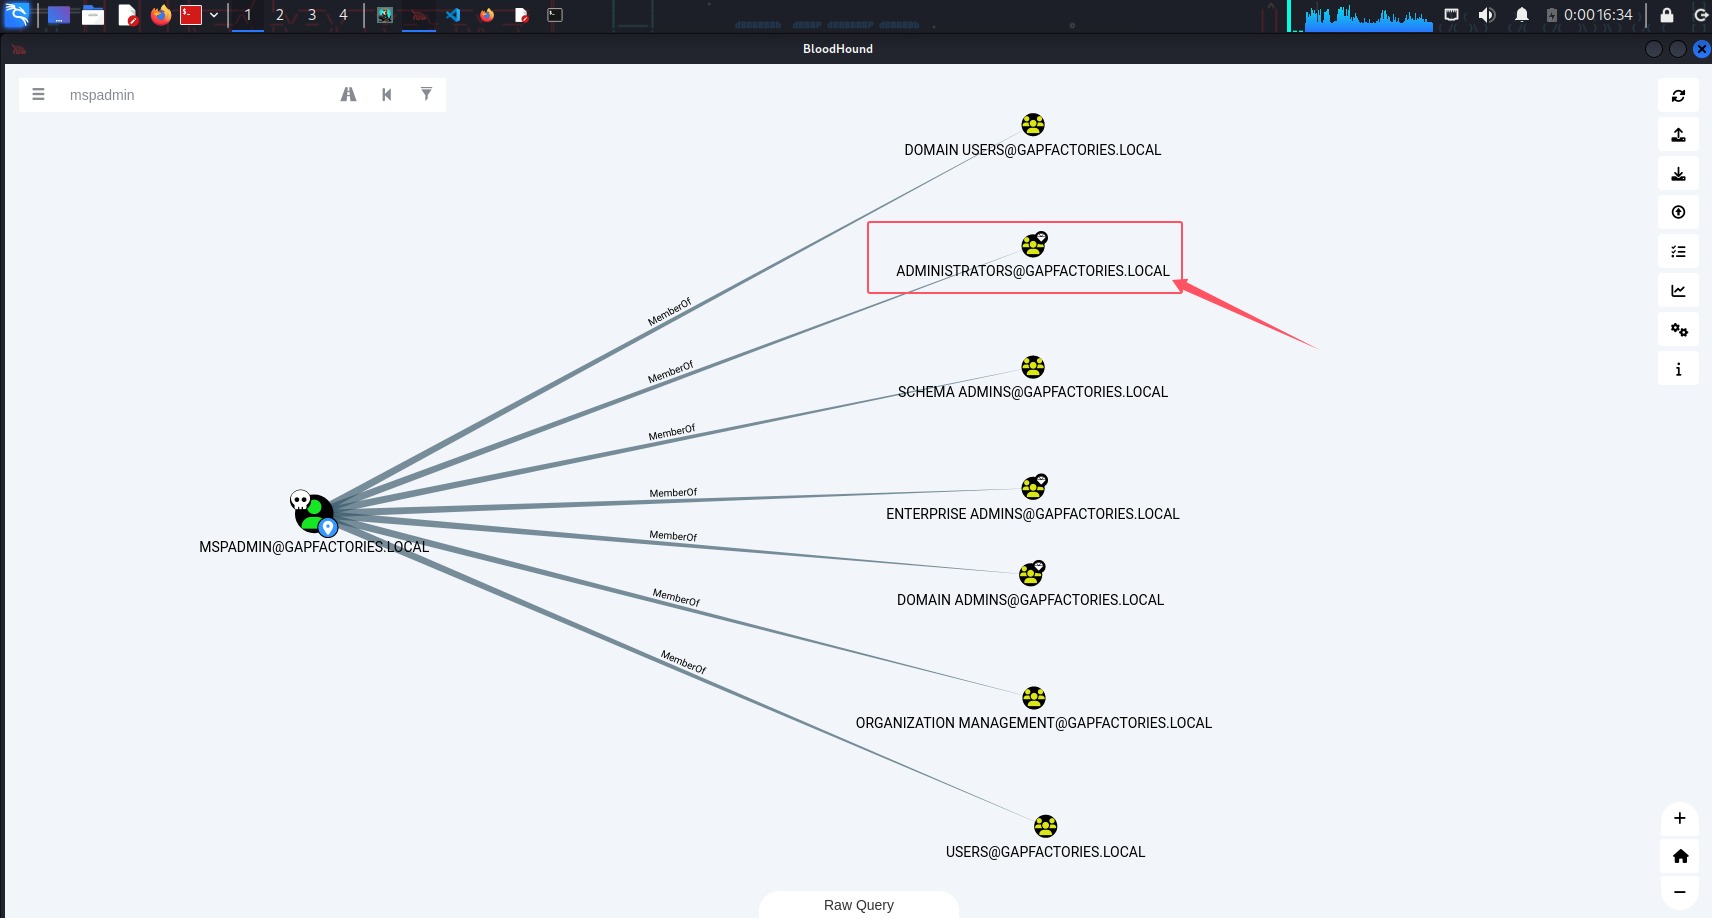 1 2 3 4
0:0016:34
BloodHound
mspadmin
DOMAIN USERS@GAPFACTORIES.LOCAL
ADMINISTRATORS@GAPFACTORIES.LOCAL
MemberOf
MemberOf
SCHEMA ADMINS@GAPFACTORIES.LOCAL
MemberOf
MemberOf
ENTERPRISE ADMINS@GAPFACTORIES.LOCAL
MSPADMIN@GAPFACTORIES.LOCAL
MemberOf
DOMAIN ADMINS@GAPFACTORIES.LOCAL
MemberOf
MemberOf
ORGANIZATION MANAGEMENT@GAPFACTORIES.LOCAL
USERS@GAPFACTORIES.LOCAL
Raw Query